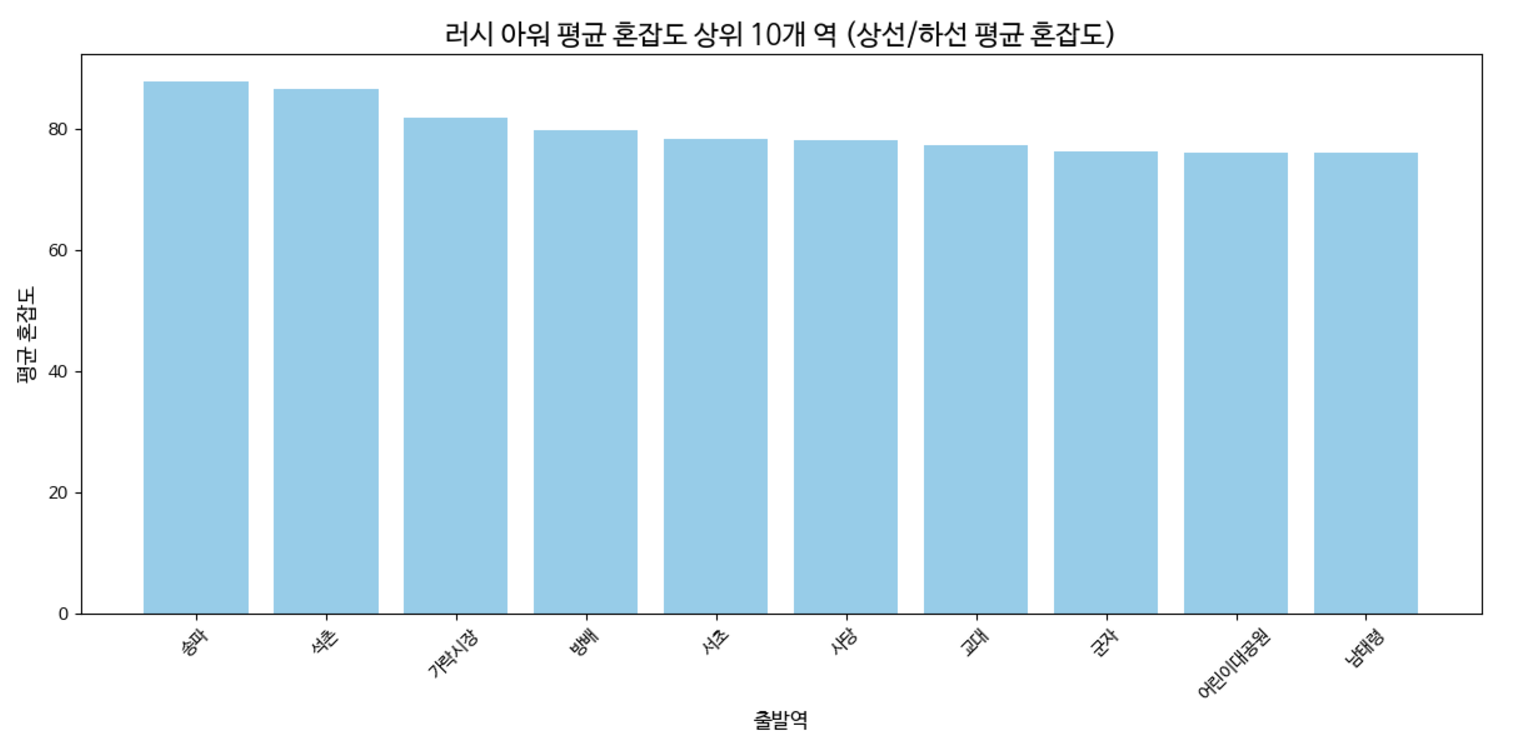 러시 아워 평균 혼잡도 상위 10개 역 (상선/하선 평균 혼잡도)
평균 혼잡도
80
60
40
20
0
송파 석촌 가락시장 방배 서초 사당 교대 군자 어린이대공원 남태령
출발역